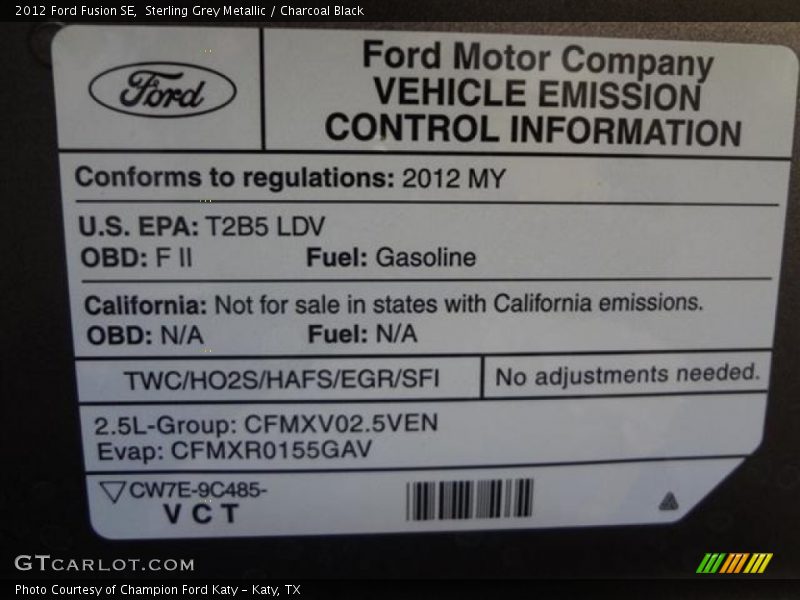 2012 Ford Fusion SE, Sterling Grey Metallic / Charcoal Black
Ford
Ford Motor Company
VEHICLE EMISSION
CONTROL INFORMATION
Conforms to regulations: 2012 MY
U.S. EPA: T2B5 LDV
OBD: F II Fuel: Gasoline
California: Not for sale in states with California emissions.
OBD: N/A Fuel: N/A
TWC/HO2S/HAFS/EGR/SFI No adjustments needed.
2.5L-Group: CFMXV02.5VEN
Evap: CFMXR0155GAV
CW7E-9C485-
V C T
GTCARLOT.COM
Photo Courtesy of Champion Ford Katy - Katy, TX